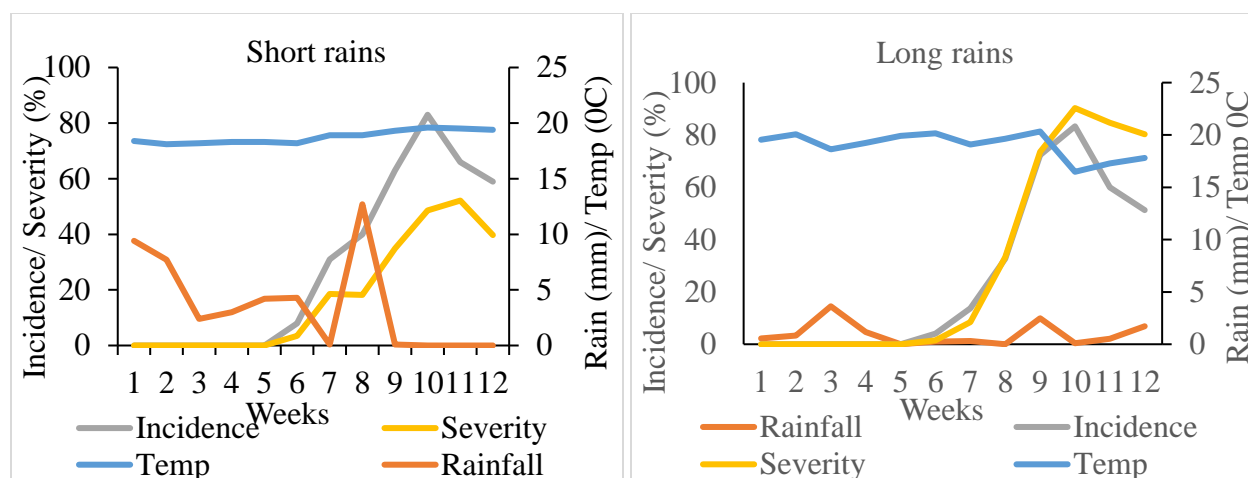 Short rains
Incidence/ Severity (%)
100
80
60
40
20
0
25
20
15
10
5
0
Rain (mm)/ Temp (0C)
1 2 3 4 5 6 7 8 9 10 11 12
Weeks
Incidence Severity
Temp Rainfall
Long rains
Incidence/ Severity (%)
100
80
60
40
20
0
25
20
15
10
5
0
Rain (mm)/ Temp 0C
1 2 3 4 5 6 7 8 9 10 11 12
Weeks
Rainfall Incidence
Severity Temp